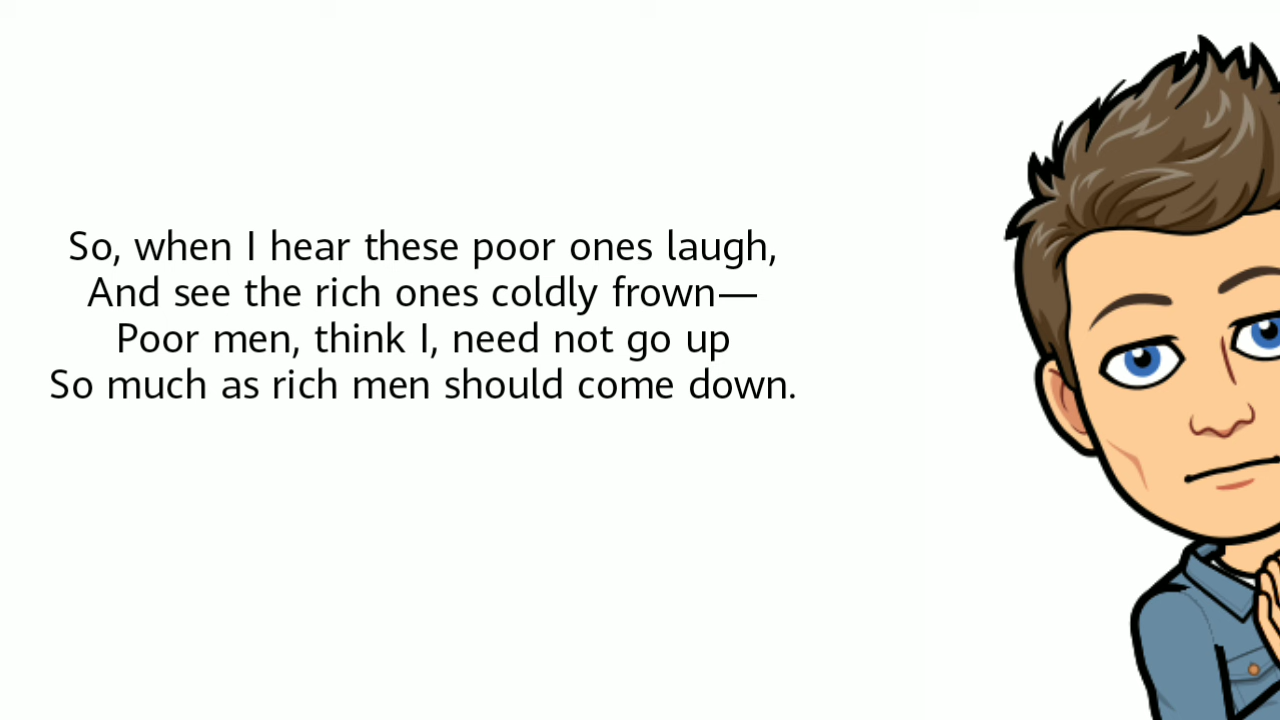 So, when I hear these poor ones laugh,
And see the rich ones coldly frown—
Poor men, think I, need not go up
So much as rich men should come down.